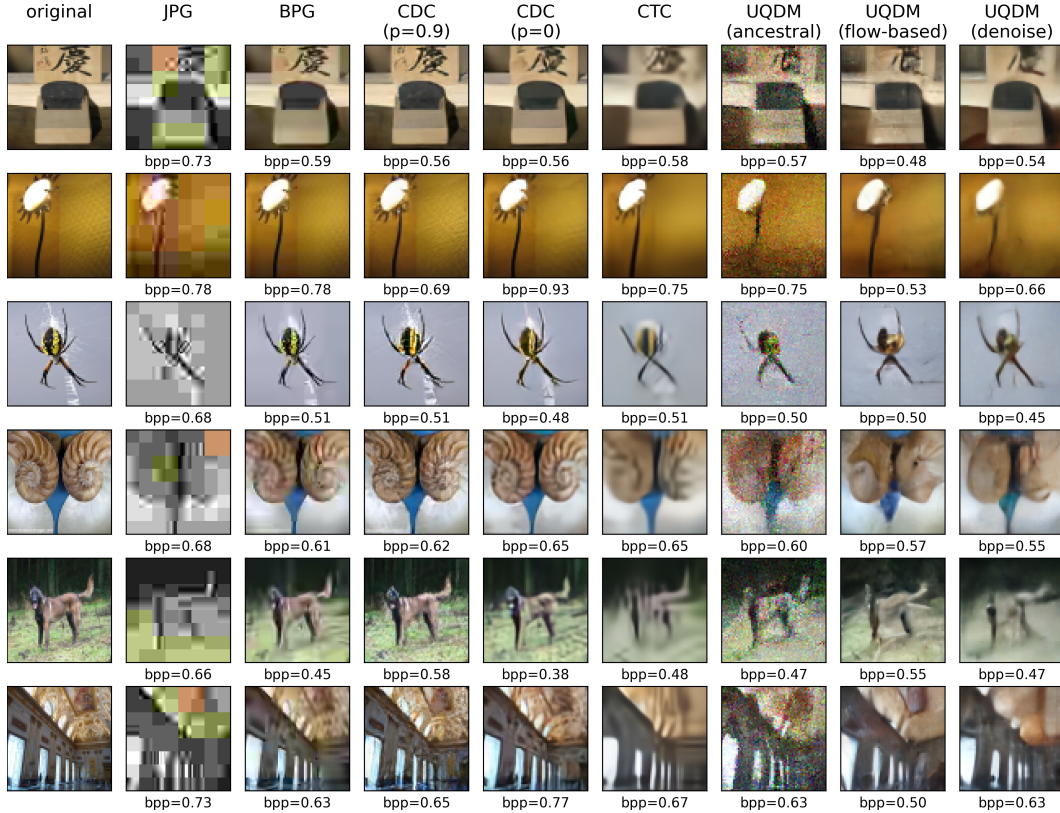 original JPG BPG CDC CDC CTC UQDM UQDM UQDM
(p=0.9) (p=0) (ancestral) (flow-based) (denoise)
慶 慶 慶 慶
bpp=0.73 bpp=0.59 bpp=0.56 bpp=0.56 bpp=0.58 bpp=0.57 bpp=0.48 bpp=0.54
bpp=0.78 bpp=0.78 bpp=0.69 bpp=0.93 bpp=0.75 bpp=0.75 bpp=0.53 bpp=0.66
bpp=0.68 bpp=0.51 bpp=0.51 bpp=0.48 bpp=0.51 bpp=0.50 bpp=0.50 bpp=0.45
bpp=0.68 bpp=0.61 bpp=0.62 bpp=0.65 bpp=0.65 bpp=0.60 bpp=0.57 bpp=0.55
bpp=0.66 bpp=0.45 bpp=0.58 bpp=0.38 bpp=0.48 bpp=0.47 bpp=0.55 bpp=0.47
bpp=0.73 bpp=0.63 bpp=0.65 bpp=0.77 bpp=0.67 bpp=0.63 bpp=0.50 bpp=0.63